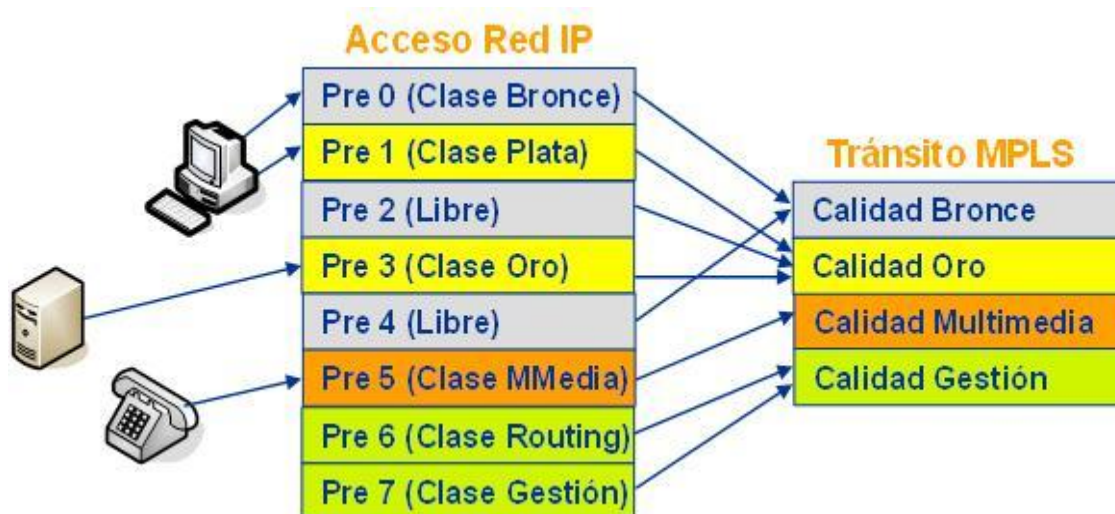 Acceso Red IP
Pre 0 (Clase Bronce)
Pre 1 (Clase Plata)
Pre 2 (Libre)
Pre 3 (Clase Oro)
Pre 4 (Libre)
Pre 5 (Clase MMedia)
Pre 6 (Clase Routing)
Pre 7 (Clase Gestión)
Tránsito MPLS
Calidad Bronce
Calidad Oro
Calidad Multimedia
Calidad Gestión